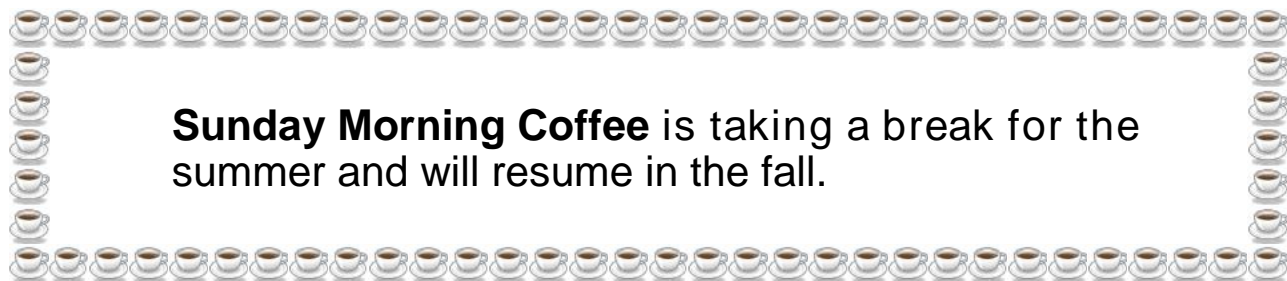 Sunday Morning Coffee is taking a break for the
summer and will resume in the fall.